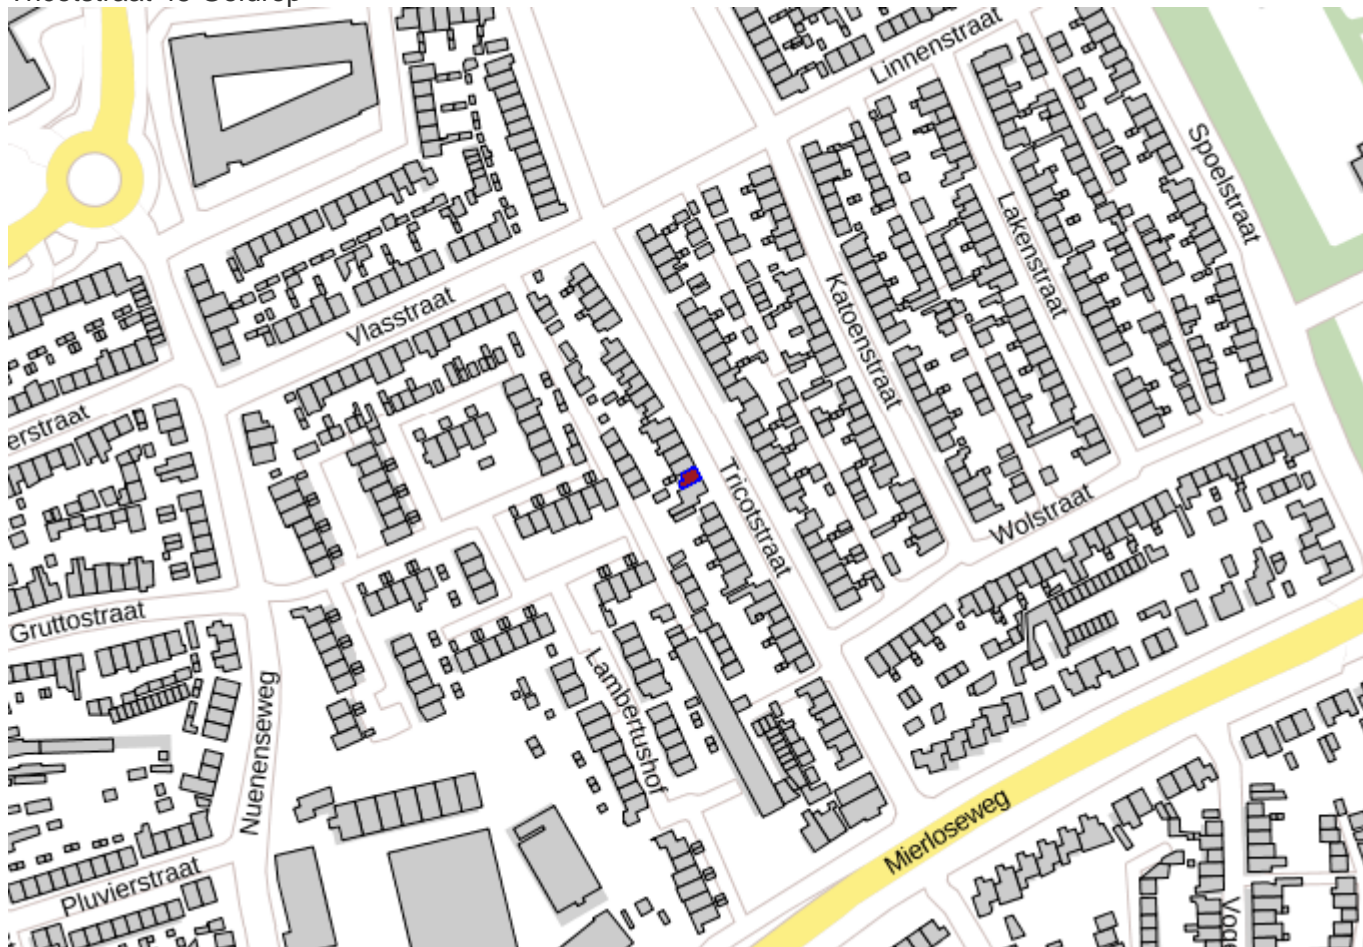 Linnenstraat
Spoelstraat
Lakenstraat
Katoenstraat
Vlasstraat
erstraat
Tricotstraat
Wolstraat
Gruttostraat
Lambertushof
Nuenenseweg
Mierloseweg
Pluvierstraat